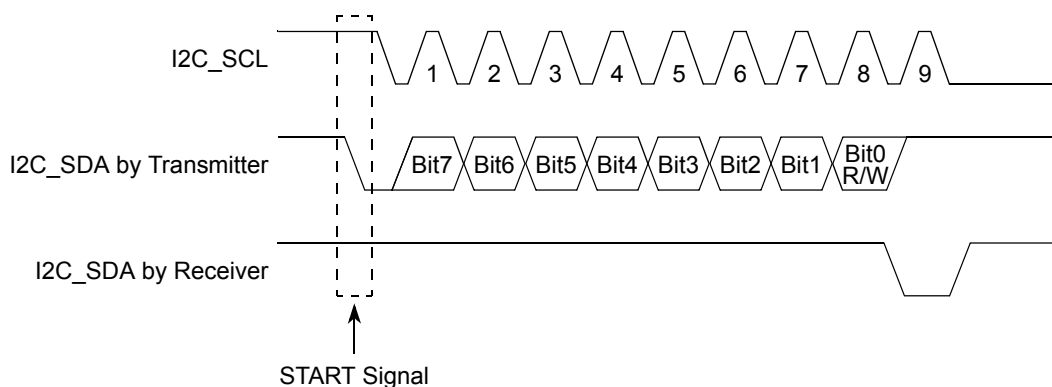 I2C_SCL
1 2 3 4 5 6 7 8 9
I2C_SDA by Transmitter
Bit7 Bit6 Bit5 Bit4 Bit3 Bit2 Bit1 Bit0
R/W
I2C_SDA by Receiver
START Signal